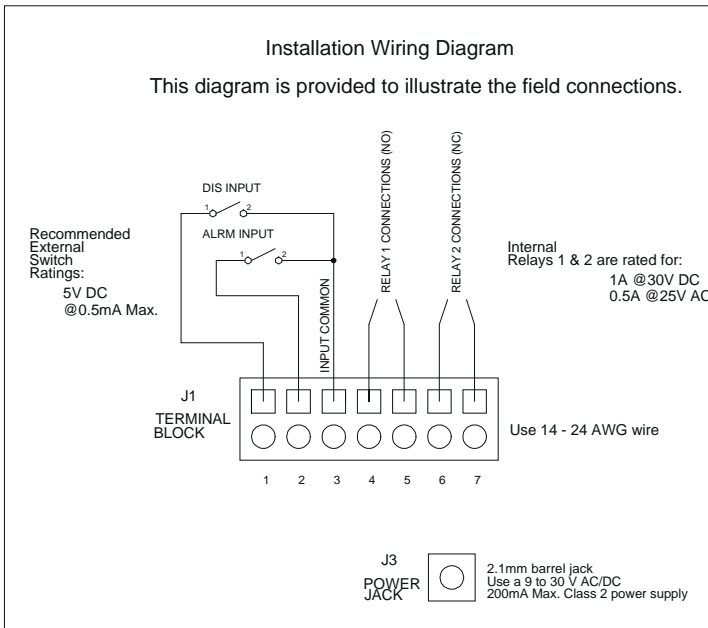 Installation Wiring Diagram
This diagram is provided to illustrate the field connections.
DIS INPUT
1
2
ALRM INPUT
1
2
Recommended
External
Switch
Ratings:
5V DC
@0.5mA Max.
INPUT COMMON
RELAY 1 CONNECTIONS (NO)
RELAY 2 CONNECTIONS (NC)
Internal
Relays 1 & 2 are rated for:
1A @30V DC
0.5A @25V AC
J1
TERMINAL
BLOCK
Use 14 - 24 AWG wire
1 2 3 4 5 6 7
J3
POWER
JACK
2.1mm barrel jack
Use a 9 to 30 V AC/DC
200mA Max. Class 2 power supply